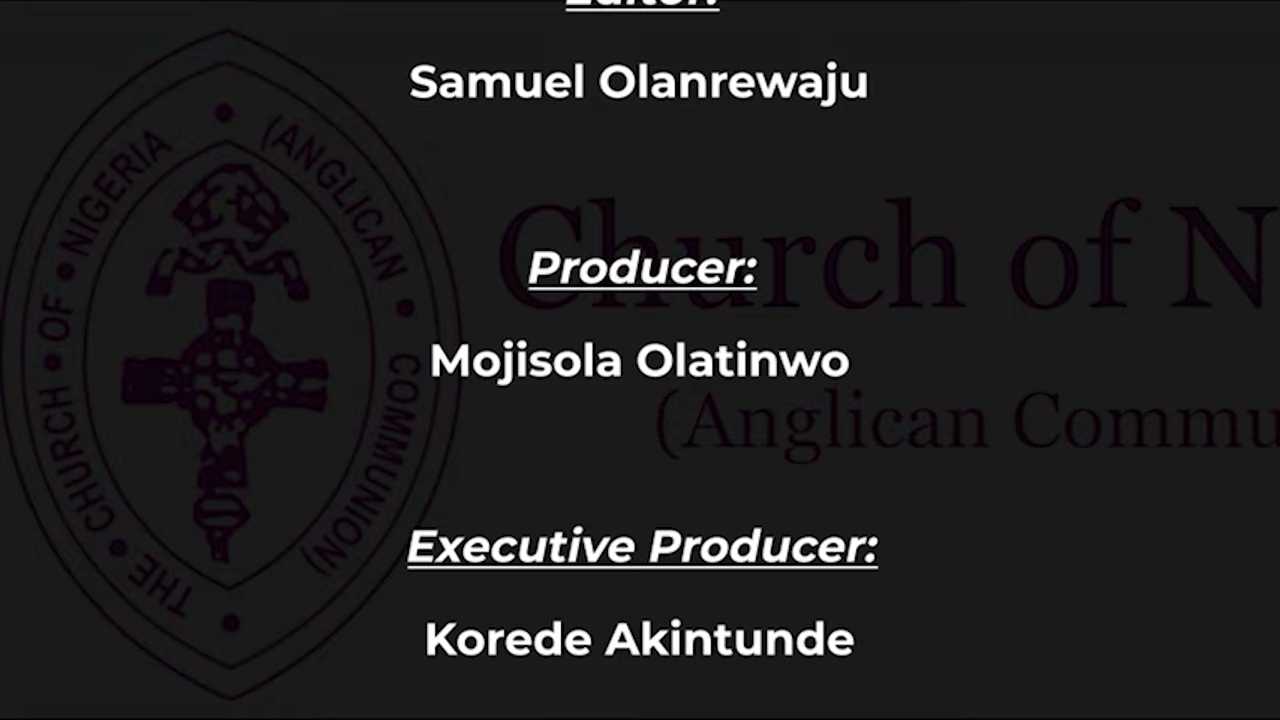 Editor:
Samuel Olanrewaju
Producer:
Mojisola Olatinwo
Executive Producer:
Korede Akintunde
THE • CHURCH • OF • NIGERIA • (ANGLICAN • COMMUNION) •
Church of N
(Anglican Commu